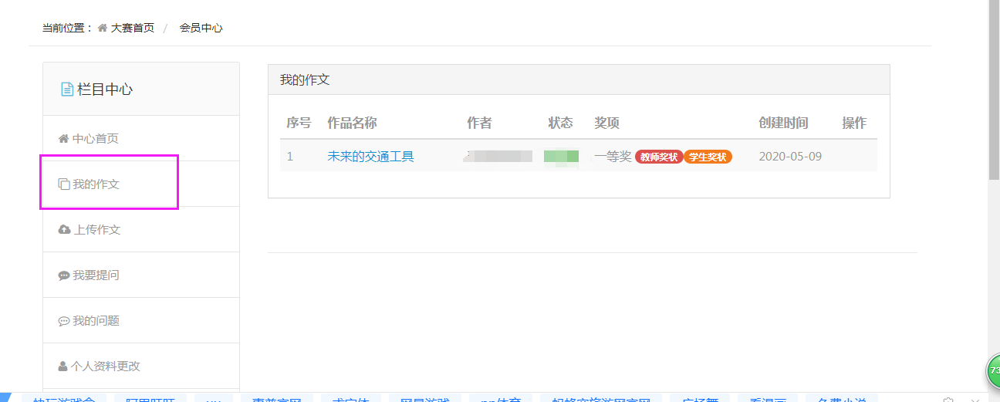 当前位置： 大赛首页 / 会员中心
栏目中心
中心首页
我的作文
上传作文
我要提问
我的问题
个人资料更改
我的作文
序号 作品名称 作者 状态 奖项 创建时间 操作
1 未来的交通工具 一等奖 教师奖状 学生奖状 2020-05-09
73